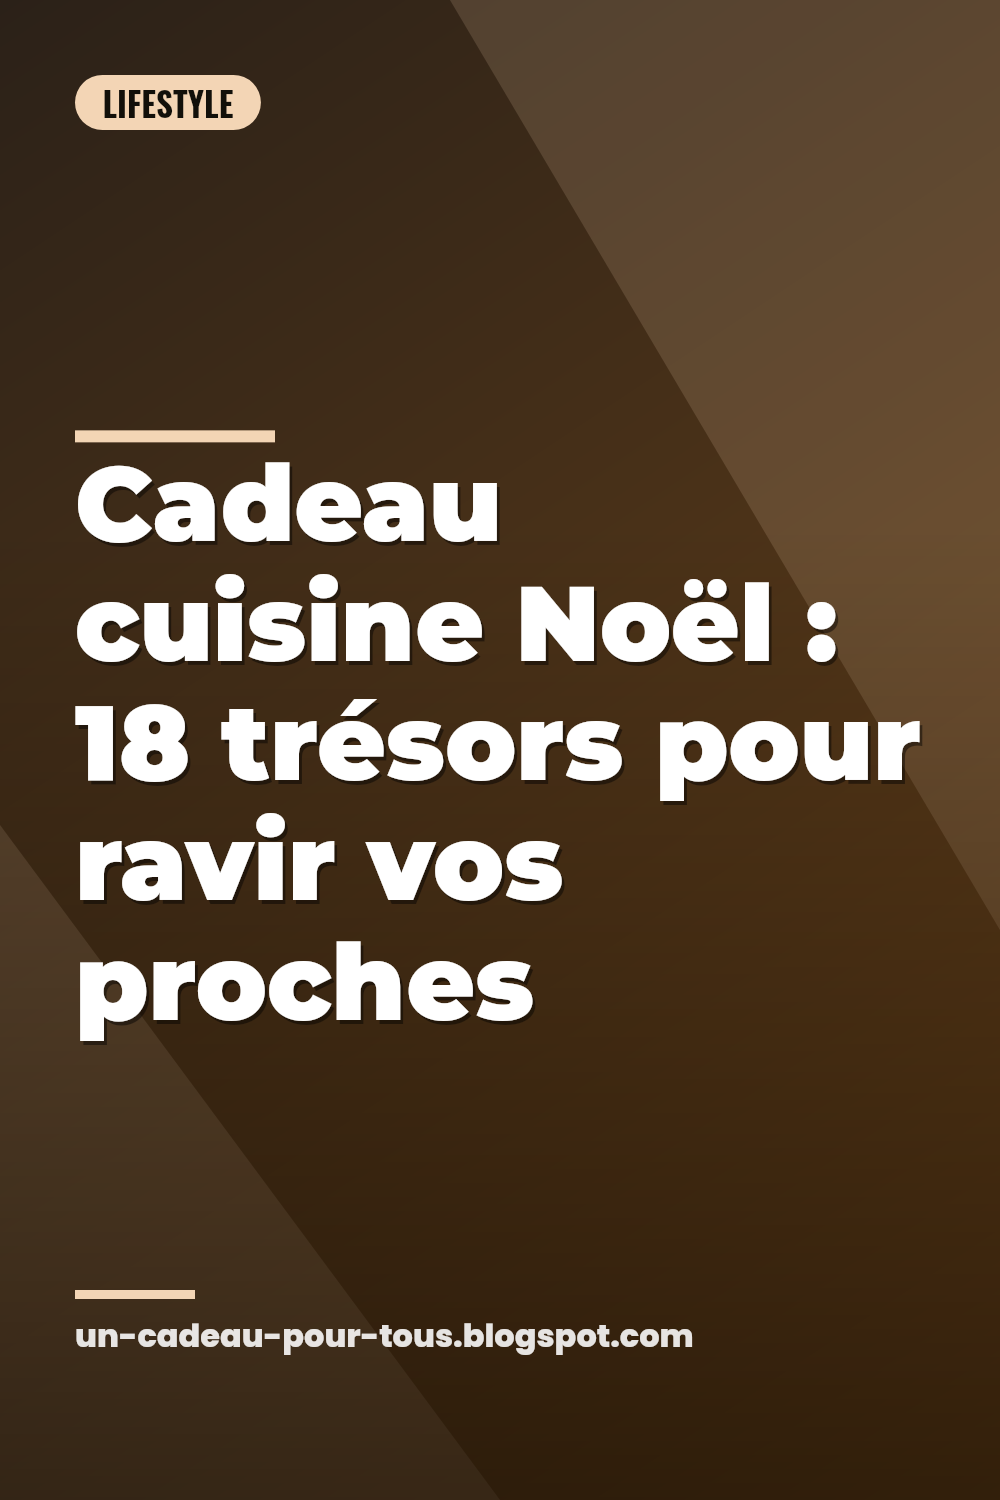 LIFESTYLE
Cadeau
cuisine Noël :
18 trésors pour
ravir vos
proches
un-cadeau-pour-tous.blogspot.com